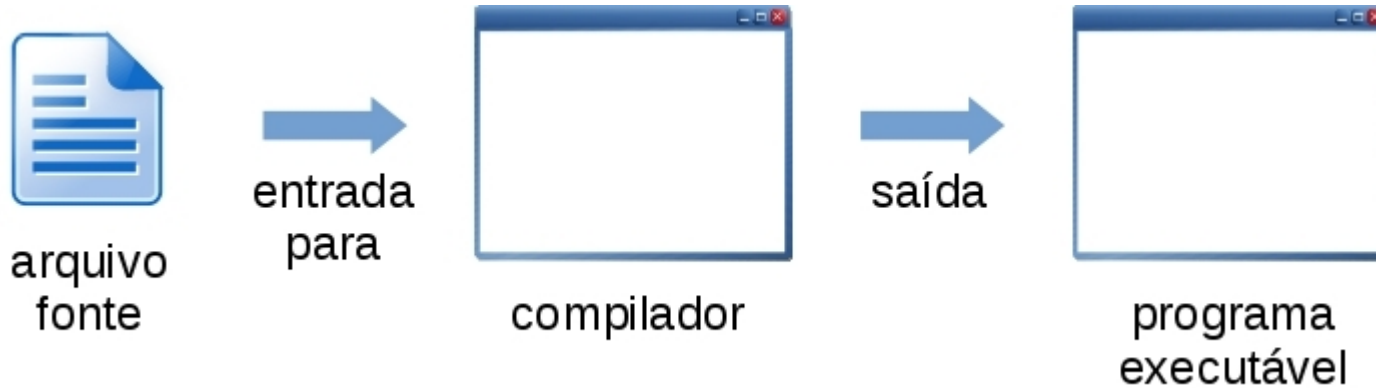 arquivo
fonte
entrada
para
compilador
saída
programa
executável